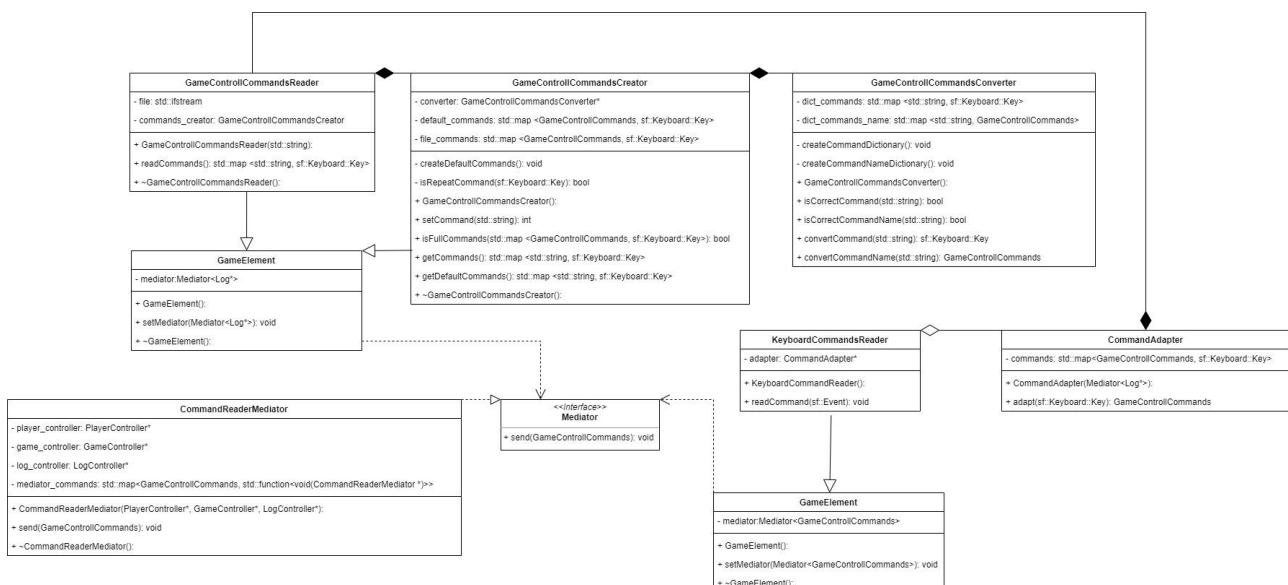 GameControllCommandsReader
- file: std::ifstream
- commands_creator: GameControllCommandsCreator
+ GameControllCommandsReader(std::string):
+ readCommands(): std::map <std::string, sf::Keyboard::Key>
+ ~GameControllCommandsReader():
GameControllCommandsCreator
- converter: GameControllCommandsConverter*
- default_commands: std::map <GameControllCommands, sf::Keyboard::Key>
- file_commands: std::map <GameControllCommands, sf::Keyboard::Key>
- createDefaultCommands(): void
- isRepeatCommand(sf::Keyboard::Key): bool
+ GameControllCommandsCreator():
+ setCommand(std::string): int
+ isFullCommands(std::map <GameControllCommands, sf::Keyboard::Key>): bool
+ getCommands(): std::map <std::string, sf::Keyboard::Key>
+ getDefaultCommands(): std::map <std::string, sf::Keyboard::Key>
+ ~GameControllCommandsCreator():
GameControllCommandsConverter
- dict_commands: std::map <std::string, sf::Keyboard::Key>
- dict_commands_name: std::map <std::string, GameControllCommands>
- createCommandDictionary(): void
- createCommandNameDictionary(): void
+ GameControllCommandsConverter():
+ isCorrectCommand(std::string): bool
+ isCorrectCommandName(std::string): bool
+ convertCommand(std::string): sf::Keyboard::Key
+ convertCommandName(std::string): GameControllCommands
GameElement
- mediator:Mediator<Log*>
+ GameElement():
+ setMediator(Mediator<Log*>): void
+ ~GameElement():
KeyboardCommandsReader
- adapter: CommandAdapter*
+ KeyboardCommandReader():
+ readCommand(sf::Event): void
CommandAdapter
- commands: std::map<GameControllCommands, sf::Keyboard::Key>
+ CommandAdapter(Mediator<Log*>):
+ adapt(sf::Keyboard::Key): GameControllCommands
CommandReaderMediator
- player_controller: PlayerController*
- game_controller: GameController*
- log_controller: LogController*
- mediator_commands: std::map<GameControllCommands, std::function<void(CommandReaderMediator *)>>
+ CommandReaderMediator(PlayerController*, GameController*, LogController*):
+ send(GameControllCommands): void
+ ~CommandReaderMediator():
<<interface>>
Mediator
+ send(GameControllCommands): void
GameElement
- mediator:Mediator<GameControllCommands>
+ GameElement():
+ setMediator(Mediator<GameControllCommands>): void
+ ~GameElement():